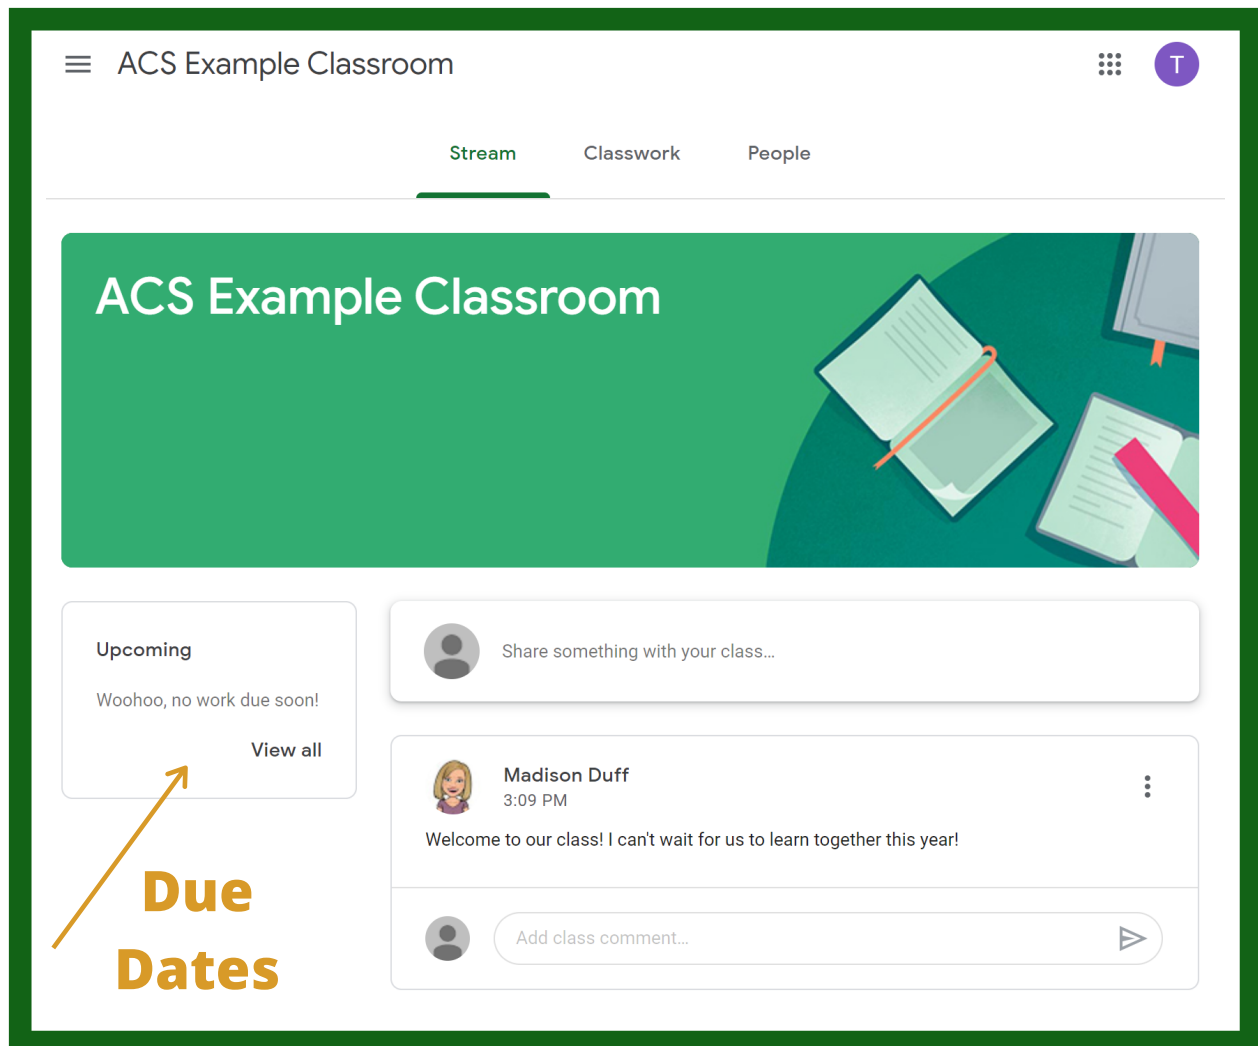 ACS Example Classroom
T
Stream
Classwork
People
ACS Example Classroom
Upcoming
Woohoo, no work due soon!
View all
Due
Dates
Share something with your class...
Madison Duff
3:09 PM
Welcome to our class! I can't wait for us to learn together this year!
Add class comment...